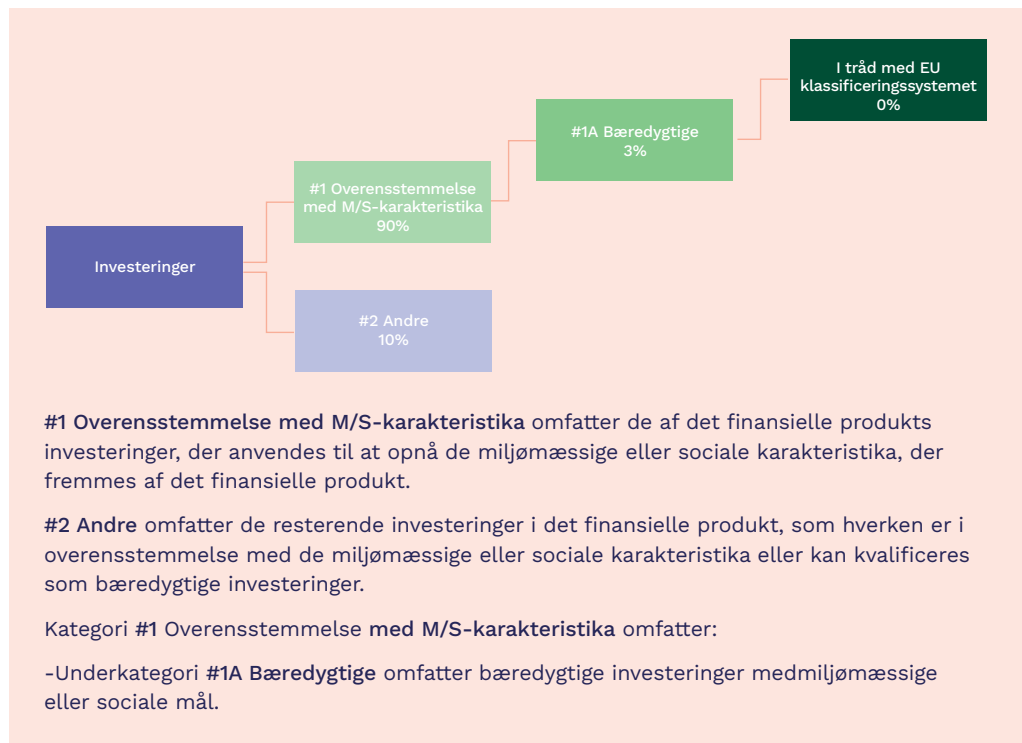 I tråd med EU
klassificeringssystemet
0%
#1A Bæredygtige
3%
#1 Overensstemmelse
med M/S-karakteristika
90%
Investeringer
#2 Andre
10%
#1 Overensstemmelse med M/S-karakteristika omfatter de af det finansielle produkts
investeringer, der anvendes til at opnå de miljømæssige eller sociale karakteristika, der
fremmes af det finansielle produkt.
#2 Andre omfatter de resterende investeringer i det finansielle produkt, som hverken er i
overensstemmelse med de miljømæssige eller sociale karakteristika eller kan kvalificeres
som bæredygtige investeringer.
Kategori #1 Overensstemmelse med M/S-karakteristika omfatter:
-Underkategori #1A Bæredygtige omfatter bæredygtige investeringer medmiljømæssige
eller sociale mål.